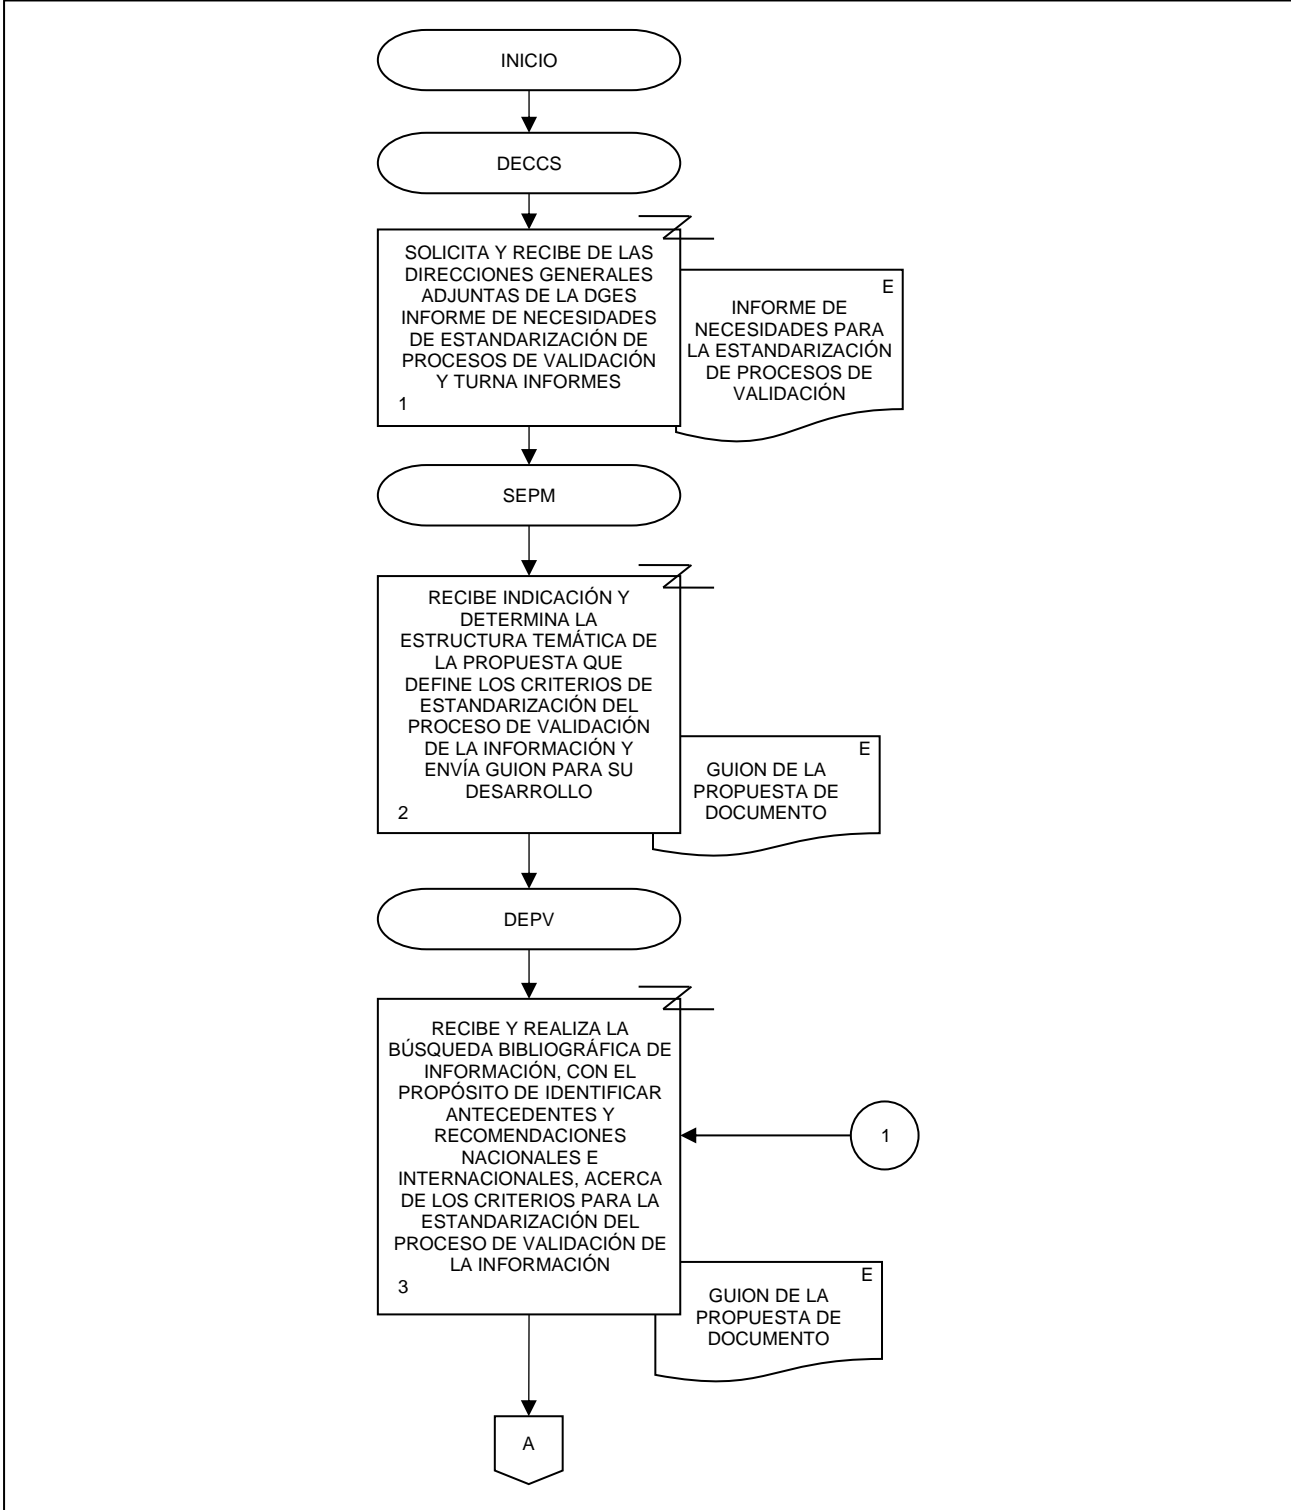 INICIO
DECCS
SOLICITA Y RECIBE DE LAS
DIRECCIONES GENERALES
ADJUNTAS DE LA DGES
INFORME DE NECESIDADES
DE ESTANDARIZACIÓN DE
PROCESOS DE VALIDACIÓN
Y TURNA INFORMES
1
E
INFORME DE
NECESIDADES PARA
LA ESTANDARIZACIÓN
DE PROCESOS DE
VALIDACIÓN
SEPM
RECIBE INDICACIÓN Y
DETERMINA LA
ESTRUCTURA TEMÁTICA DE
LA PROPUESTA QUE
DEFINE LOS CRITERIOS DE
ESTANDARIZACIÓN DEL
PROCESO DE VALIDACIÓN
DE LA INFORMACIÓN Y
ENVÍA GUION PARA SU
DESARROLLO
2
E
GUION DE LA
PROPUESTA DE
DOCUMENTO
DEPV
RECIBE Y REALIZA LA
BÚSQUEDA BIBLIOGRÁFICA DE
INFORMACIÓN, CON EL
PROPÓSITO DE IDENTIFICAR
ANTECEDENTES Y
RECOMENDACIONES
NACIONALES E
INTERNACIONALES, ACERCA
DE LOS CRITERIOS PARA LA
ESTANDARIZACIÓN DEL
PROCESO DE VALIDACIÓN DE
LA INFORMACIÓN
3
1
E
GUION DE LA
PROPUESTA DE
DOCUMENTO
A